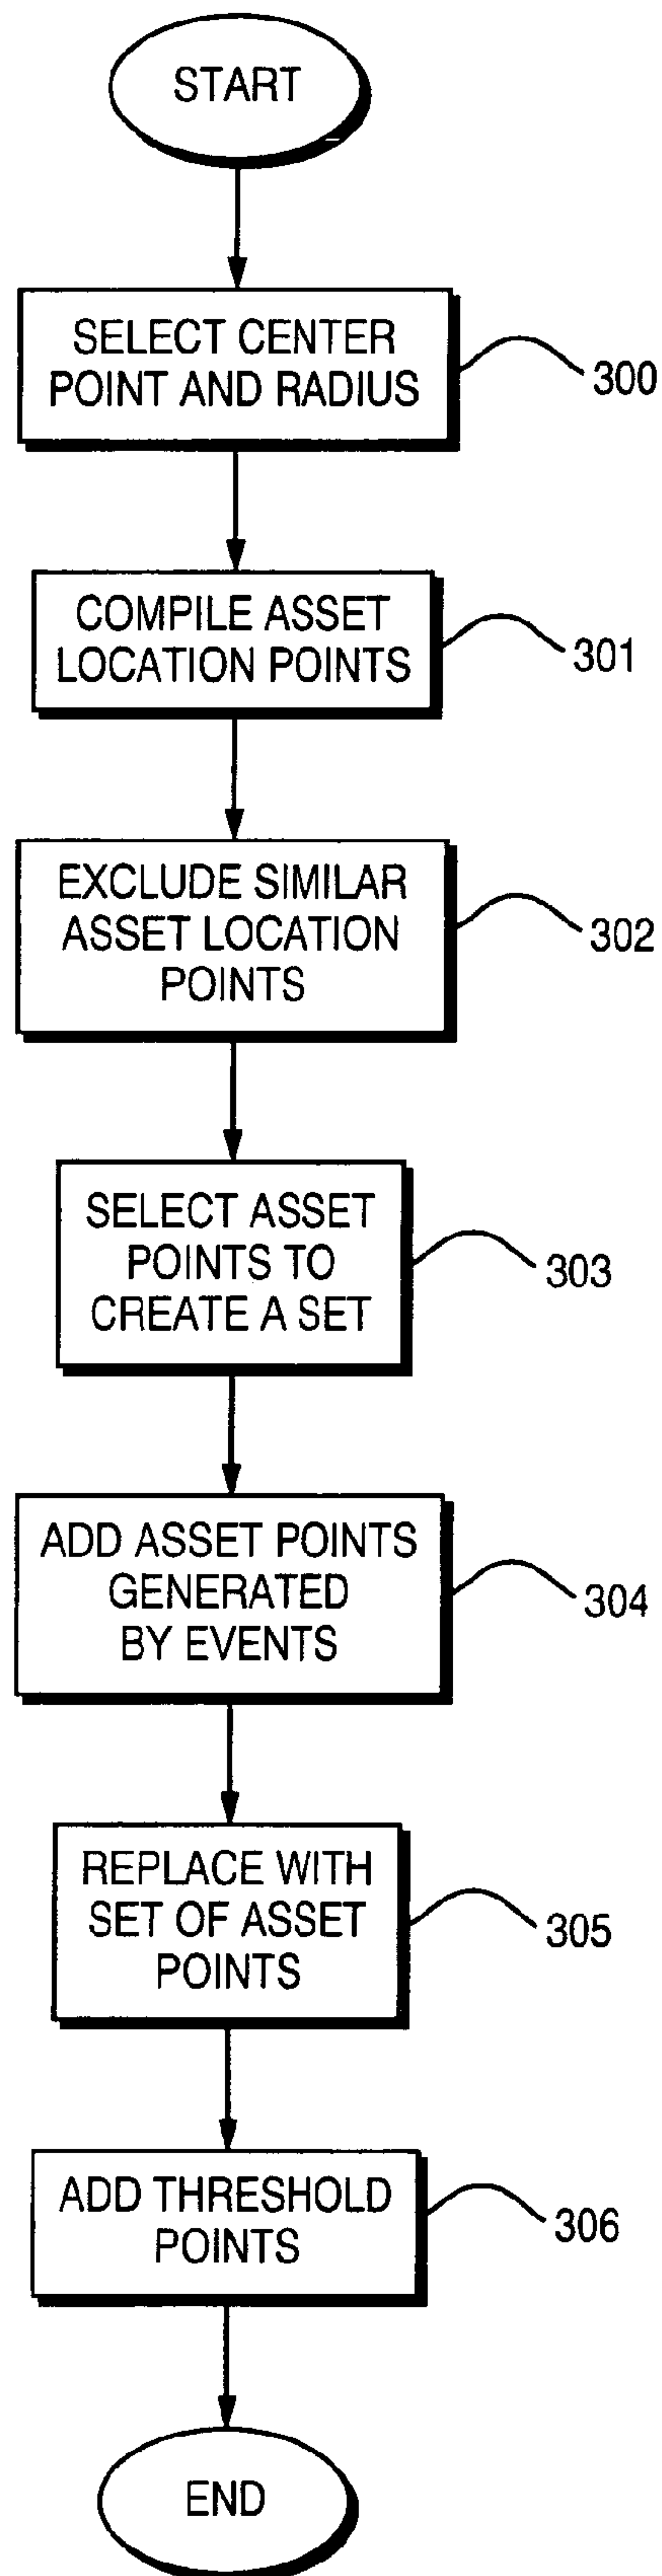 START
SELECT CENTER
POINT AND RADIUS
300
COMPILE ASSET
LOCATION POINTS
301
EXCLUDE SIMILAR
ASSET LOCATION
POINTS
302
SELECT ASSET
POINTS TO
CREATE A SET
303
ADD ASSET POINTS
GENERATED
BY EVENTS
304
REPLACE WITH
SET OF ASSET
POINTS
305
ADD THRESHOLD
POINTS
306
END